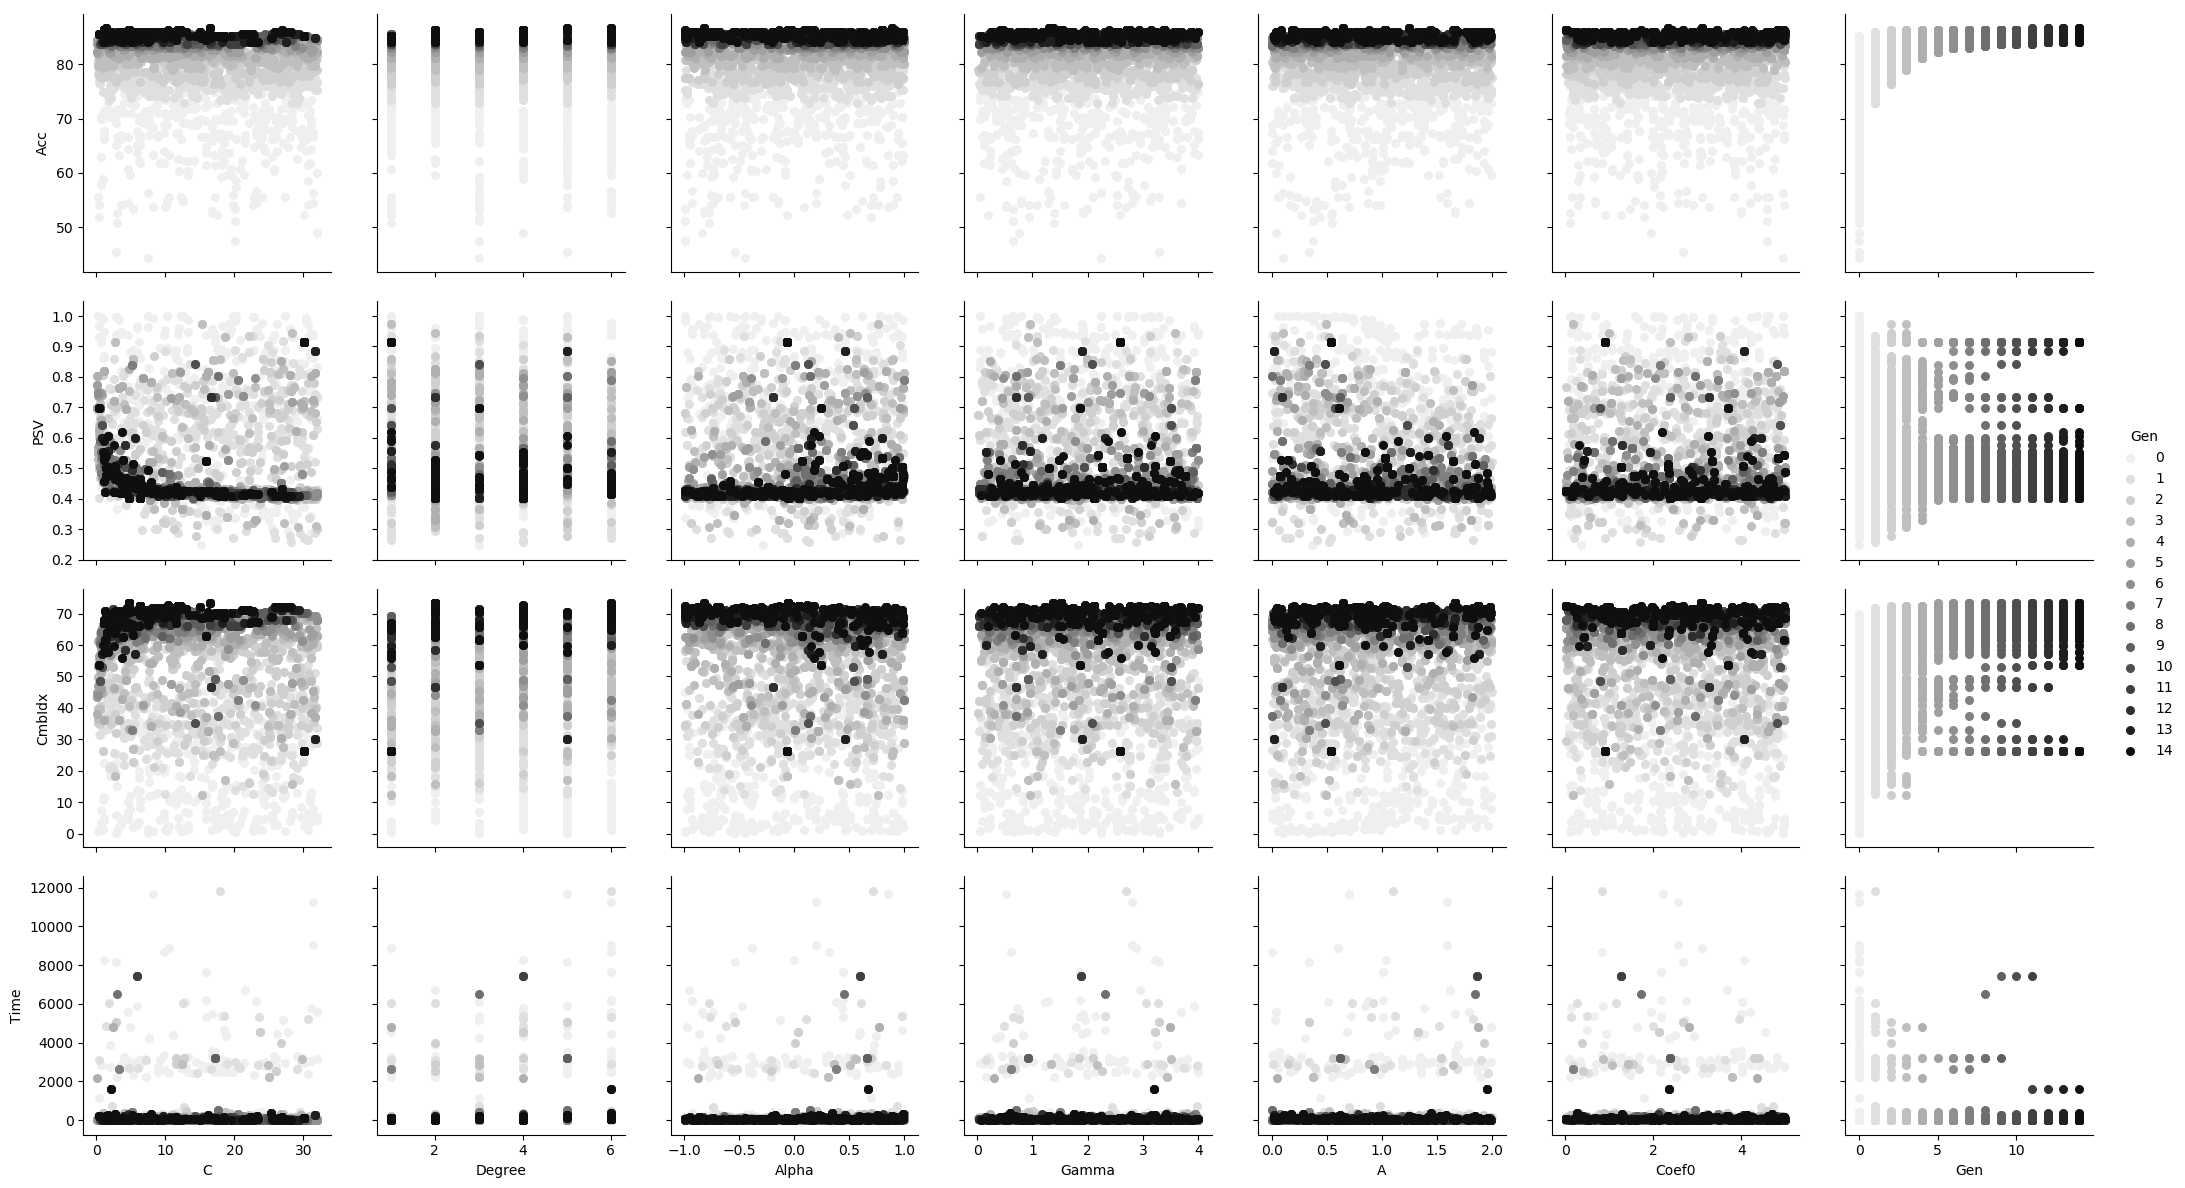 Acc
80
70
60
50
PSV
1.0
0.9
0.8
0.7
0.6
0.5
0.4
0.3
0.2
CmbIdx
70
60
50
40
30
20
10
0
Time
12000
10000
8000
6000
4000
2000
0
0 10 20 30
C
2 4 6
Degree
−1.0 −0.5 0.0 0.5 1.0
Alpha
0 1 2 3 4
Gamma
0.0 0.5 1.0 1.5 2.0
A
0 2 4
Coef0
0 5 10
Gen
Gen
0
1
2
3
4
5
6
7
8
9
10
11
12
13
14